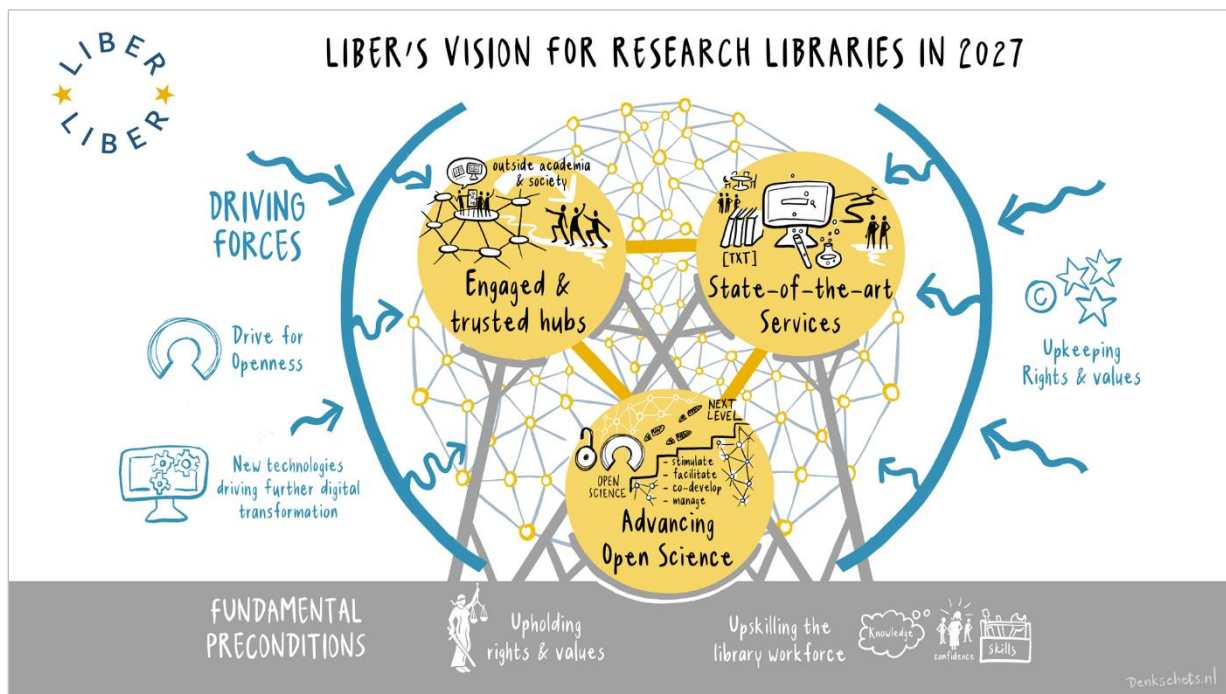 LIBER
LIBER
LIBER'S VISION FOR RESEARCH LIBRARIES IN 2027
DRIVING
FORCES
Drive for
Openness
New technologies
driving further digital
transformation
outside academia
& society
Engaged &
trusted hubs
[TXT]
State-of-the-art
Services
©
Upkeeping
Rights & values
NEXT
LEVEL
OPEN
SCIENCE
- stimulate
- facilitate
- co-develop
- manage
Advancing
Open Science
FUNDAMENTAL
PRECONDITIONS
Upholding
rights & values
Upskilling the
library workforce
Knowledge
confidence
Skills
Denkschets.nl